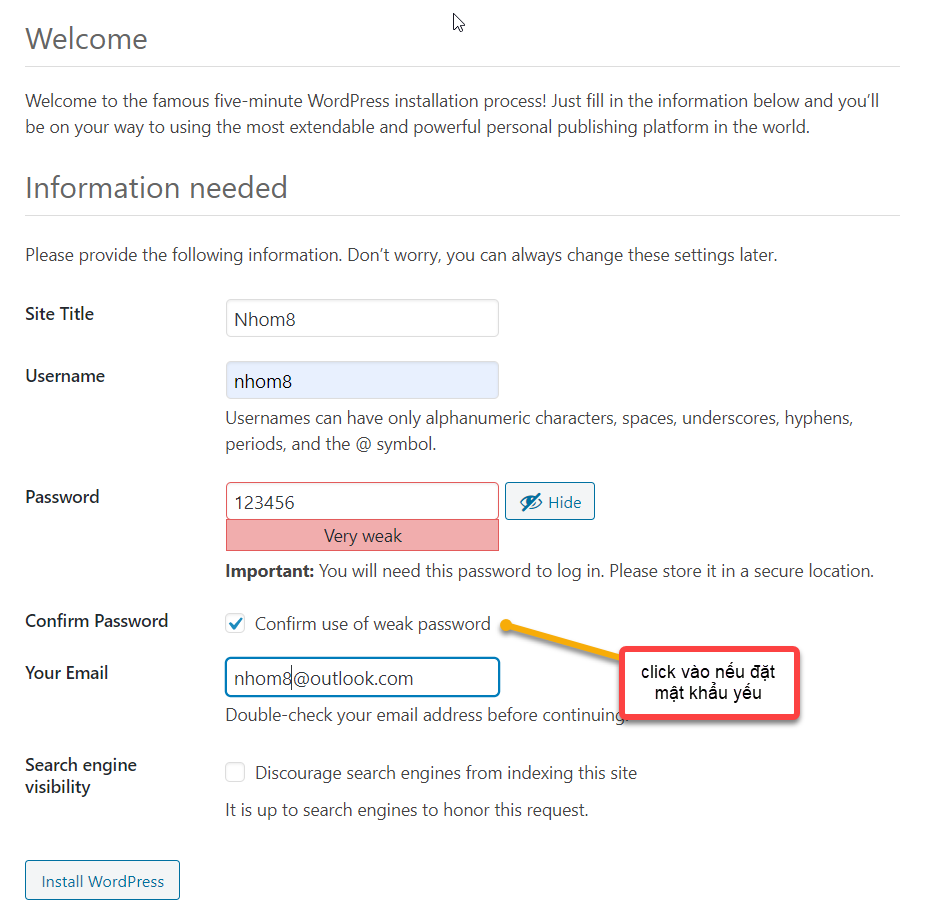 Welcome
Welcome to the famous five-minute WordPress installation process! Just fill in the information below and you’ll
be on your way to using the most extendable and powerful personal publishing platform in the world.
Information needed
Please provide the following information. Don’t worry, you can always change these settings later.
Site Title
Nhom8
Username
nhom8
Usernames can have only alphanumeric characters, spaces, underscores, hyphens,
periods, and the @ symbol.
Password
123456
Hide
Very weak
Important: You will need this password to log in. Please store it in a secure location.
Confirm Password
Confirm use of weak password
click vào nếu đặt
mật khẩu yếu
Your Email
nhom8@outlook.com
Double-check your email address before continuing.
Search engine
visibility
Discourage search engines from indexing this site
It is up to search engines to honor this request.
Install WordPress